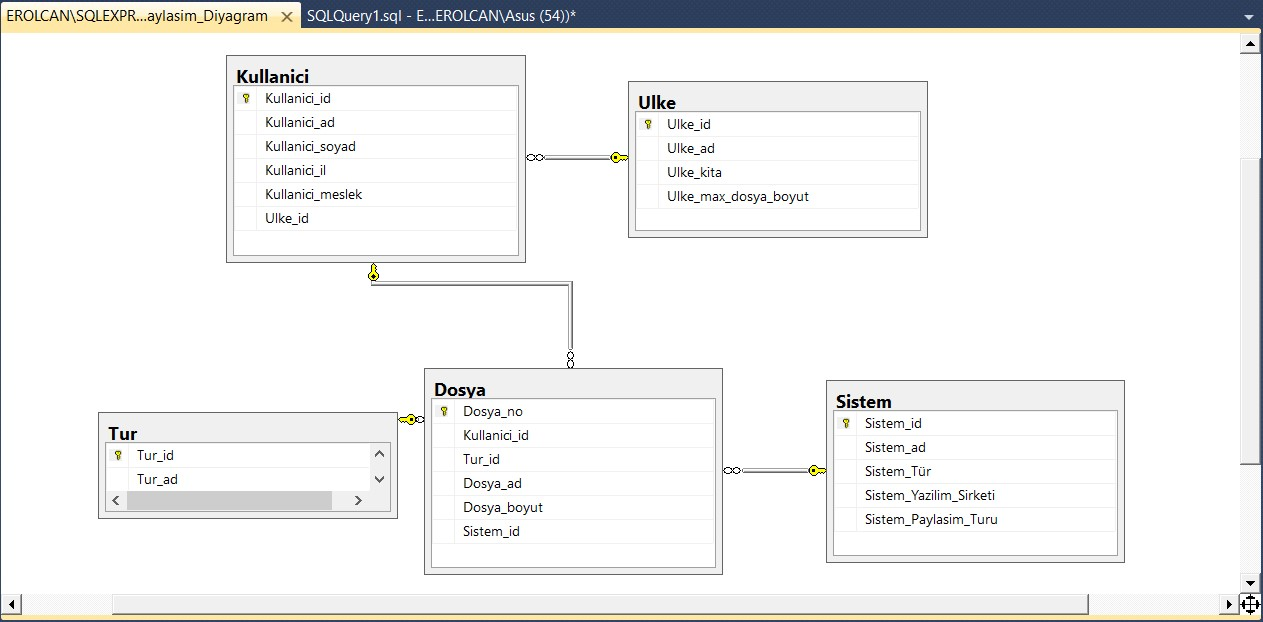 EROLCAN\SQLEXPR...aylasim_Diyagram
SQLQuery1.sql - E...EROLCAN\Asus (54))*
Kullanici
Kullanici_id
Kullanici_ad
Kullanici_soyad
Kullanici_il
Kullanici_meslek
Ulke_id
Ulke
Ulke_id
Ulke_ad
Ulke_kita
Ulke_max_dosya_boyut
Tur
Tur_id
Tur_ad
Dosya
Dosya_no
Kullanici_id
Tur_id
Dosya_ad
Dosya_boyut
Sistem_id
Sistem
Sistem_id
Sistem_ad
Sistem_Tür
Sistem_Yazilim_Sirketi
Sistem_Paylasim_Turu